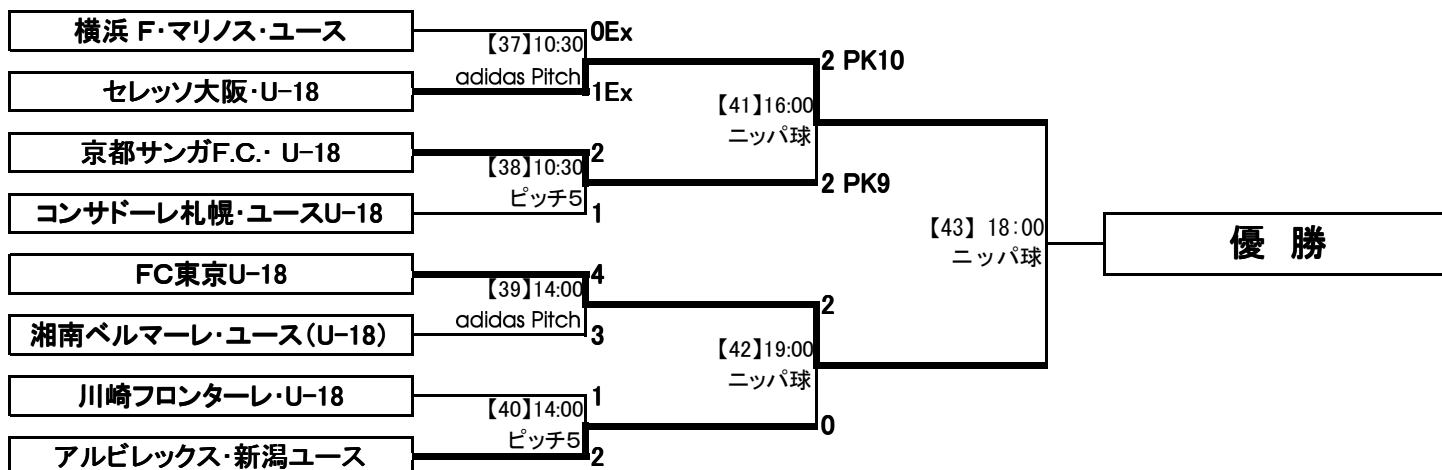 横浜 F・マリノス・ユース
0Ex
【37】10:30
adidas Pitch
セレッソ大阪・U-18
1Ex
2 PK10
【41】16:00
ニッパ球
京都サンガF.C.・ U-18
2
【38】10:30
ピッチ5
2 PK9
コンサドーレ札幌・ユースU-18
1
【43】 18:00
ニッパ球
優 勝
FC東京U-18
4
【39】14:00
adidas Pitch
2
湘南ベルマーレ・ユース(U-18)
3
【42】19:00
ニッパ球
川崎フロンターレ・U-18
1
【40】14:00
ピッチ5
0
アルビレックス・新潟ユース
2